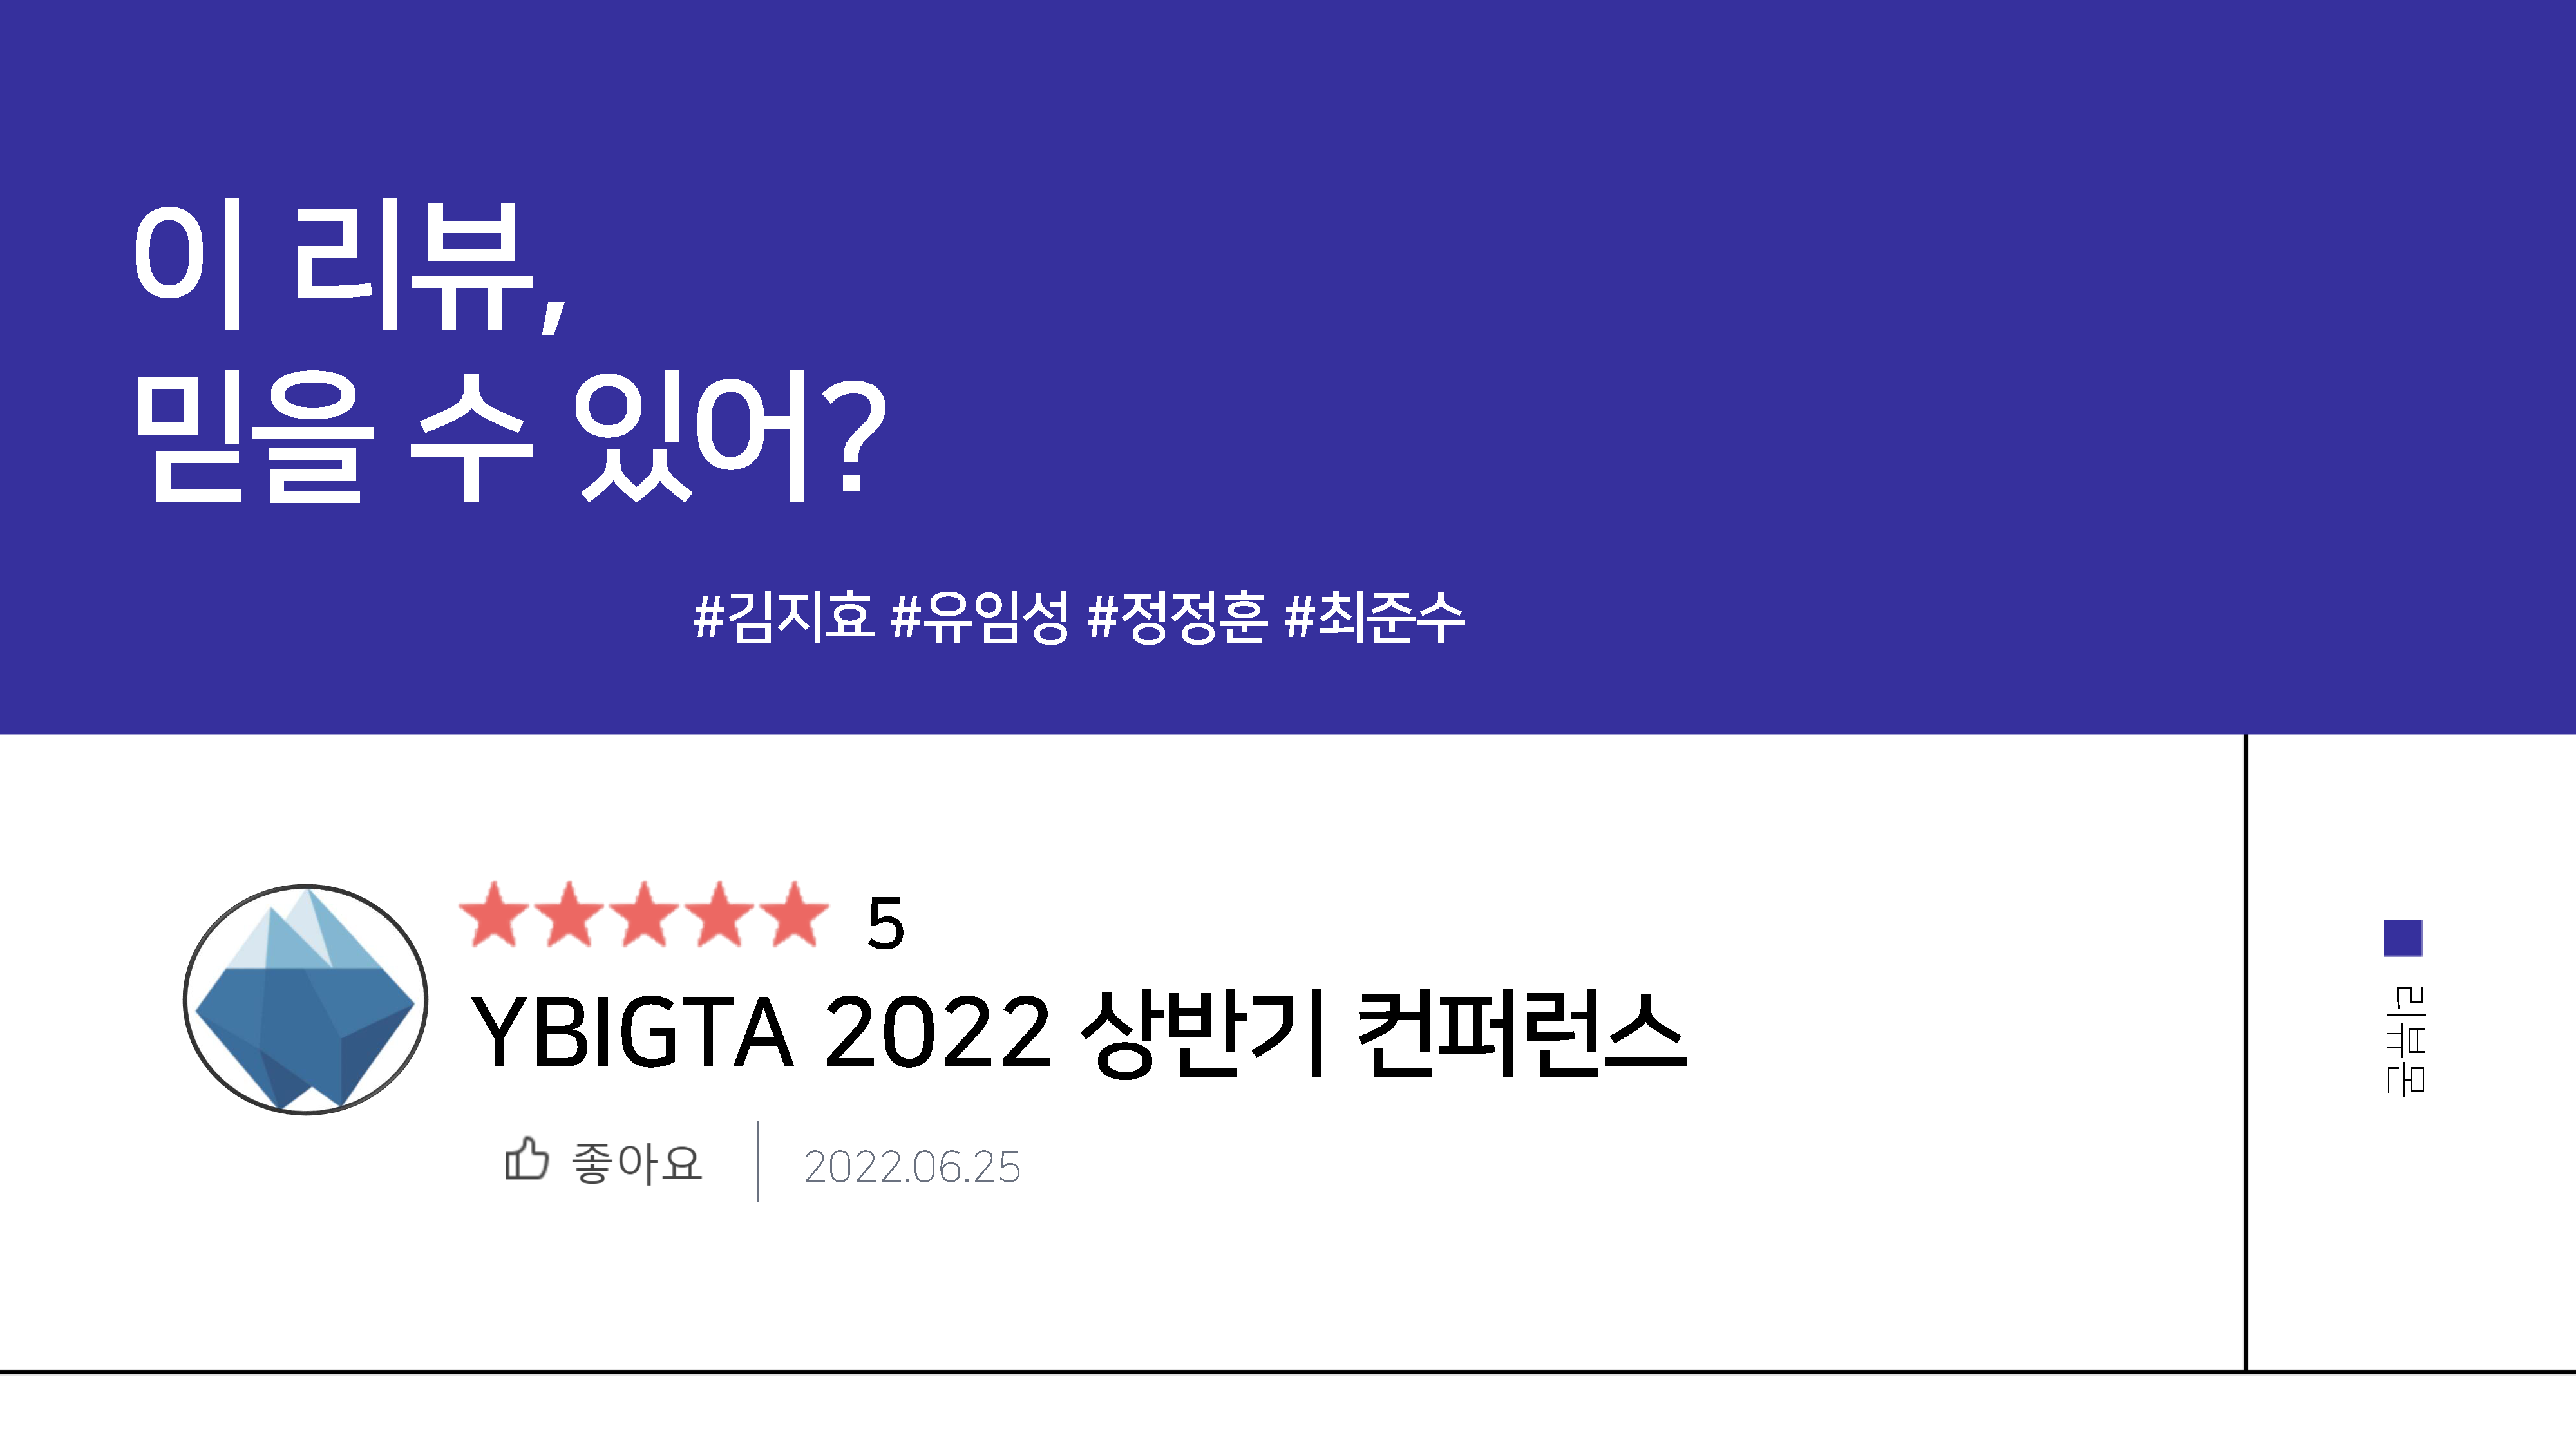 이 리뷰,
믿을 수 있어?
#김지효 #유임성 #정정훈 #최준수
5
YBIGTA 2022 상반기 컨퍼런스
좋아요
2022.06.25
리뷰온